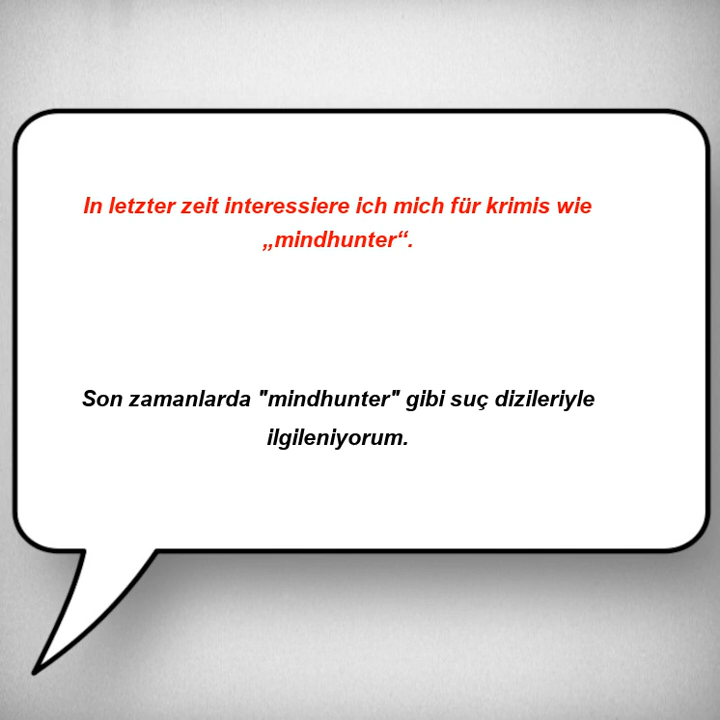 In letzter zeit interessiere ich mich für krimis wie
„mindhunter“.
Son zamanlarda "mindhunter" gibi suç dizileriyle
ilgileniyorum.